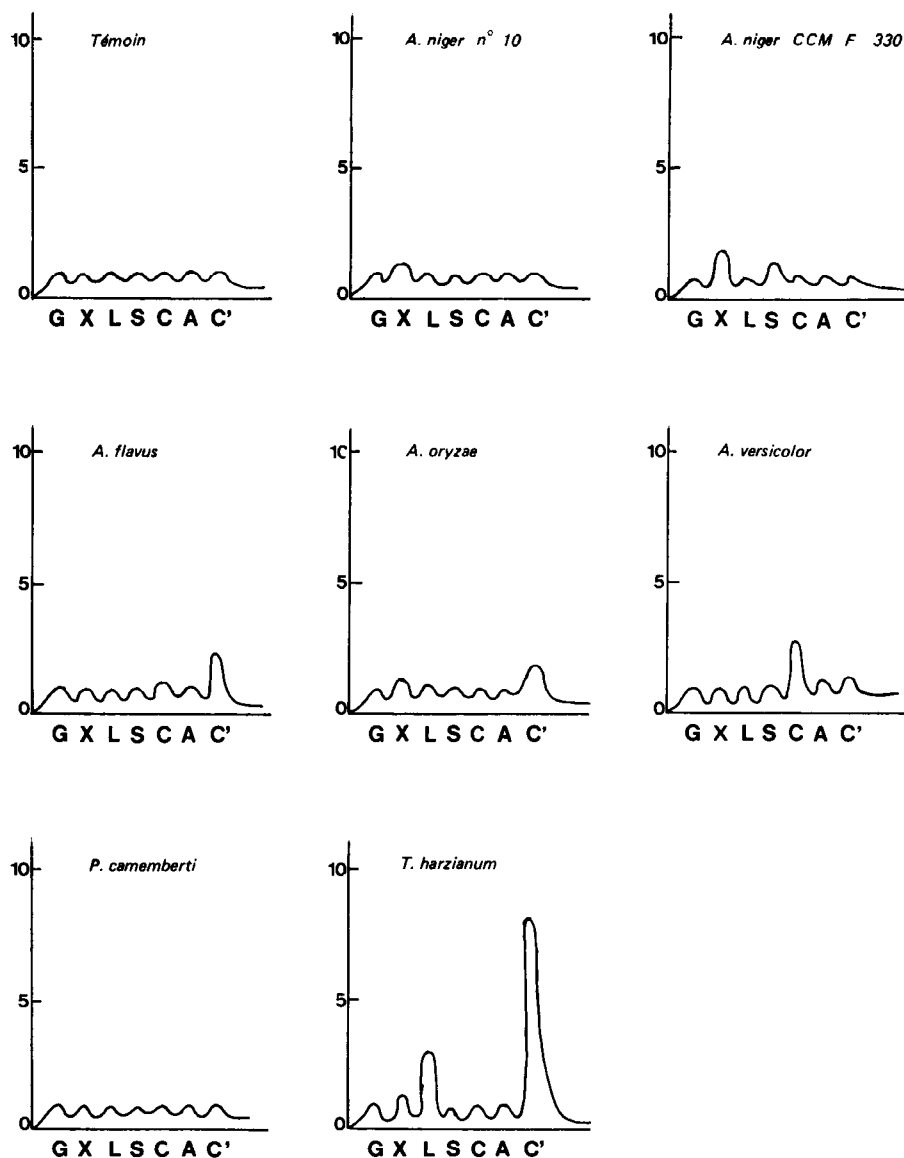 Témoin
10
5
0
G X L S C A C'
A. niger n° 10
10
5
0
G X L S C A C'
A. niger CCM F 330
10
5
0
G X L S C A C'
A. flavus
10
5
0
G X L S C A C'
A. oryzae
10
5
0
G X L S C A C'
A. versicolor
10
5
0
G X L S C A C'
P. camemberti
10
5
0
G X L S C A C'
T. harzianum
10
5
0
G X L S C A C'